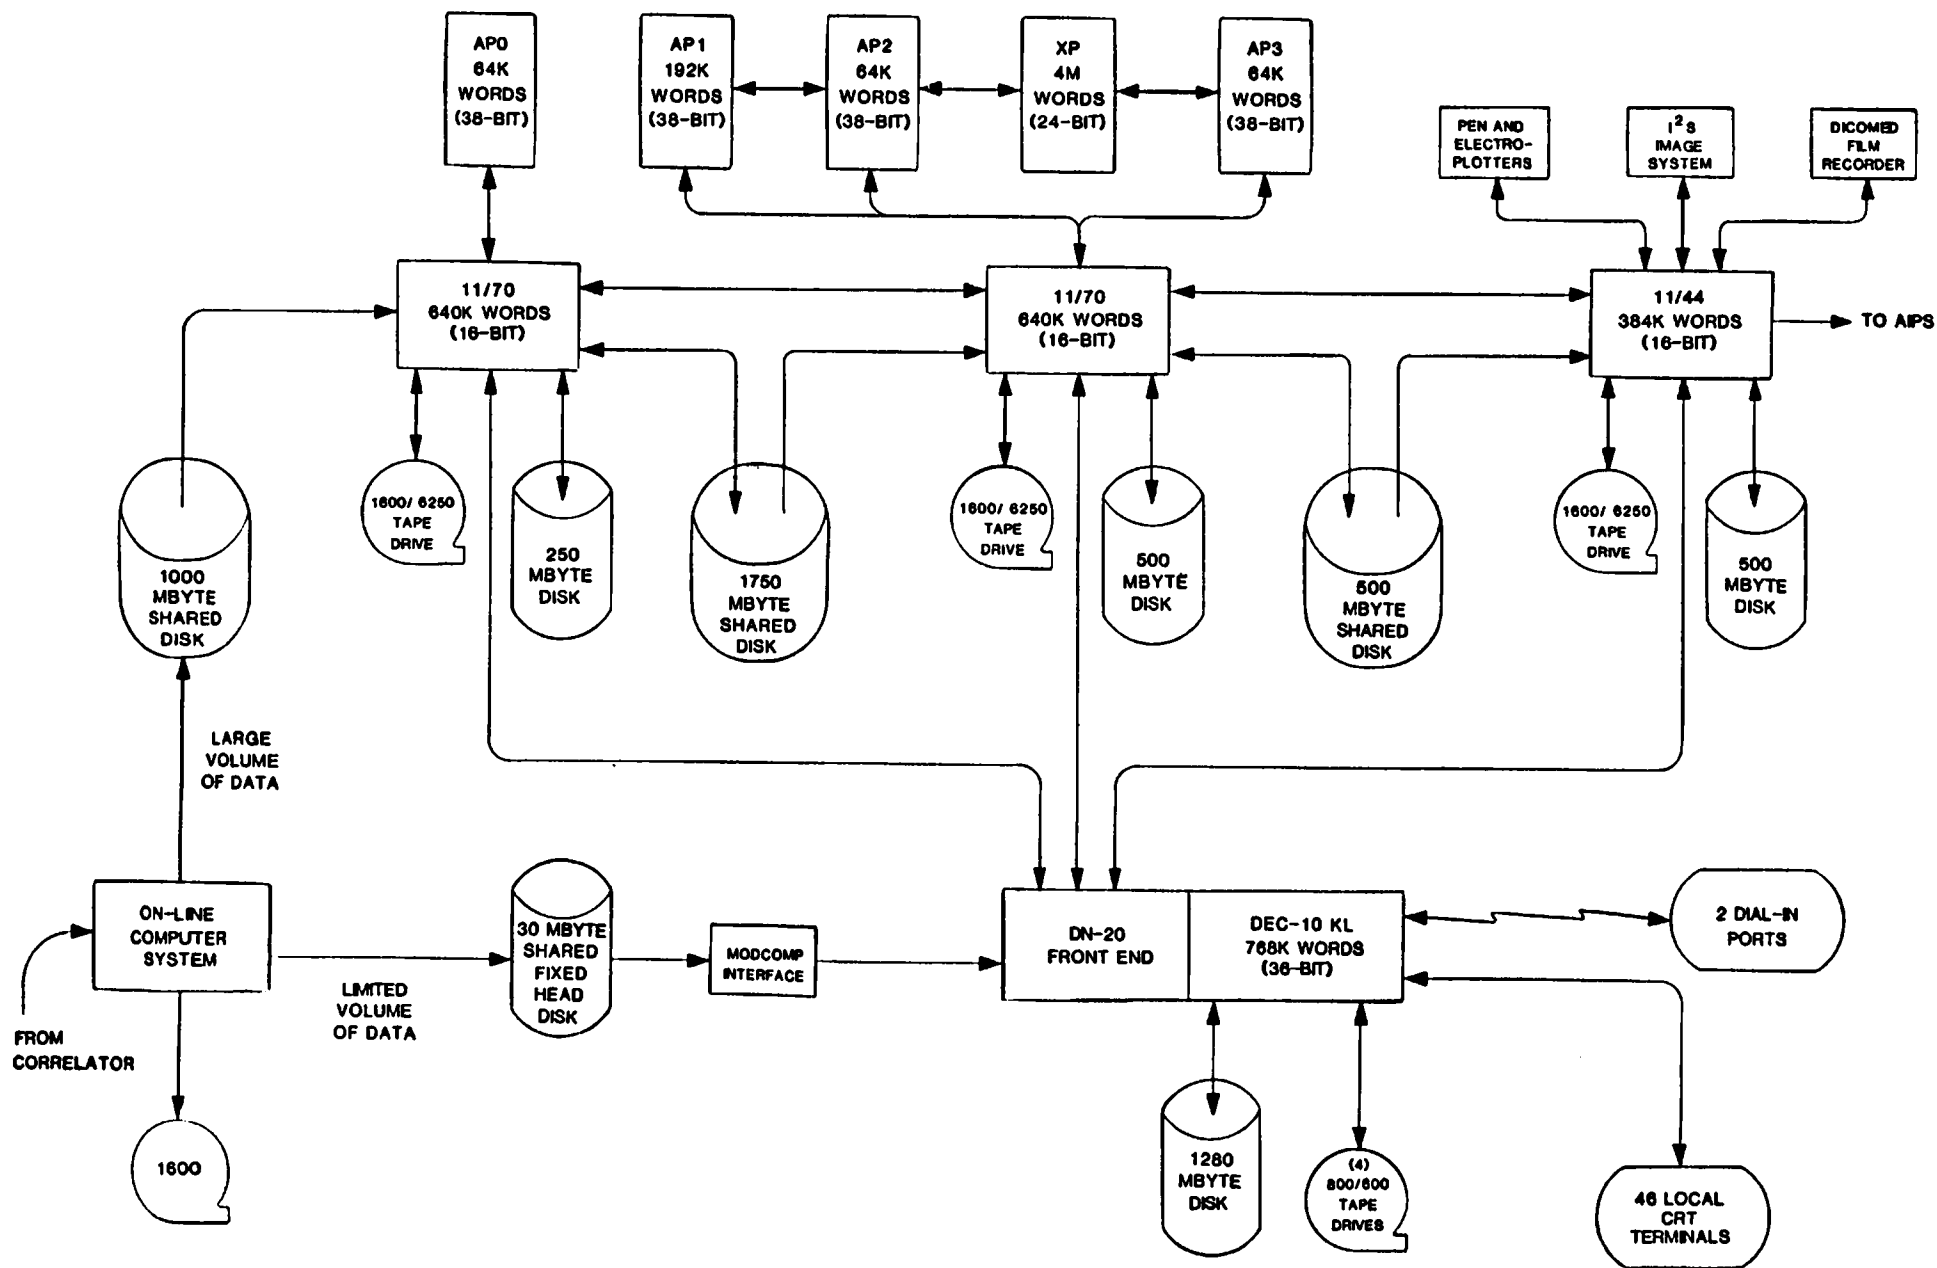 AP0
64K
WORDS
(38-BIT)
AP1
192K
WORDS
(38-BIT)
AP2
64K
WORDS
(38-BIT)
XP
4M
WORDS
(24-BIT)
AP3
64K
WORDS
(38-BIT)
PEN AND
ELECTRO-
PLOTTERS
I²S
IMAGE
SYSTEM
DICOMED
FILM
RECORDER
11/70
640K WORDS
(16-BIT)
11/70
640K WORDS
(16-BIT)
11/44
384K WORDS
(16-BIT)
TO AIPS
1000
MBYTE
SHARED
DISK
1600/ 6250
TAPE
DRIVE
250
MBYTE
DISK
1750
MBYTE
SHARED
DISK
1600/ 6250
TAPE
DRIVE
500
MBYTE
DISK
500
MBYTE
SHARED
DISK
1600/ 6250
TAPE
DRIVE
500
MBYTE
DISK
LARGE
VOLUME
OF DATA
ON-LINE
COMPUTER
SYSTEM
LIMITED
VOLUME
OF DATA
FROM
CORRELATOR
30 MBYTE
SHARED
FIXED
HEAD
DISK
MODCOMP
INTERFACE
DN-20
FRONT END
DEC-10 KL
768K WORDS
(36-BIT)
2 DIAL-IN
PORTS
1600
1280
MBYTE
DISK
(4)
800/600
TAPE
DRIVES
46 LOCAL
CRT
TERMINALS